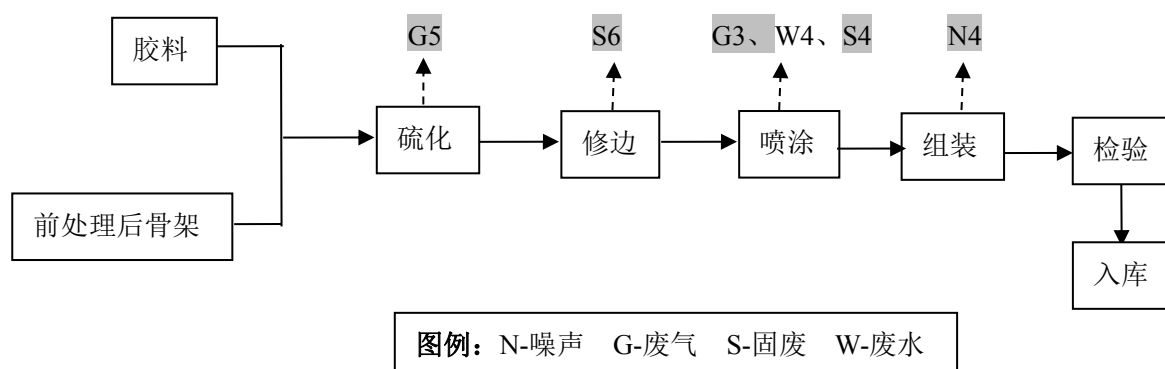 G5
S6
G3、W4、S4
N4
胶料
硫化
修边
喷涂
组装
检验
前处理后骨架
入库
图例：N-噪声 G-废气 S-固废 W-废水